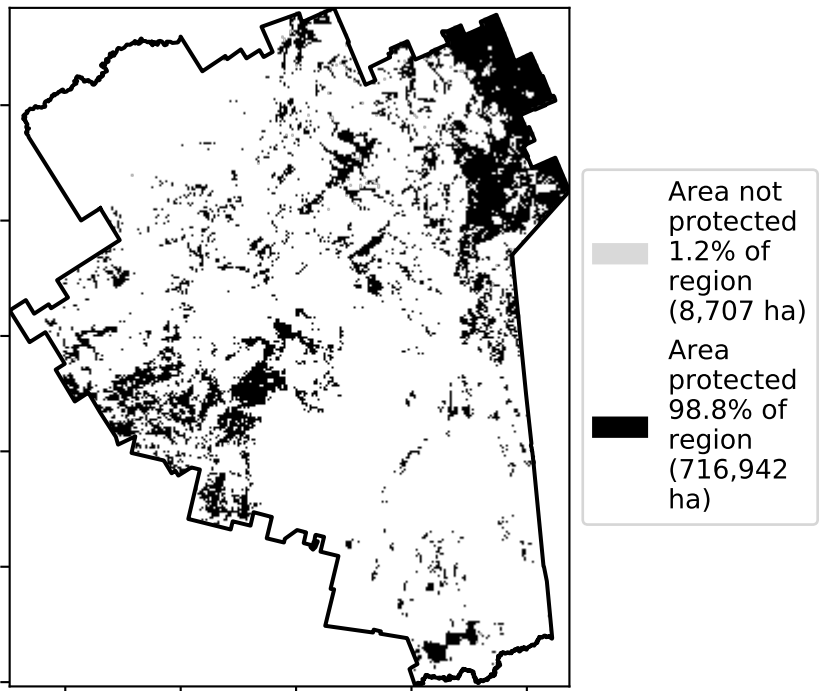 Area not
protected
1.2% of
region
(8,707 ha)
Area
protected
98.8% of
region
(716,942
ha)